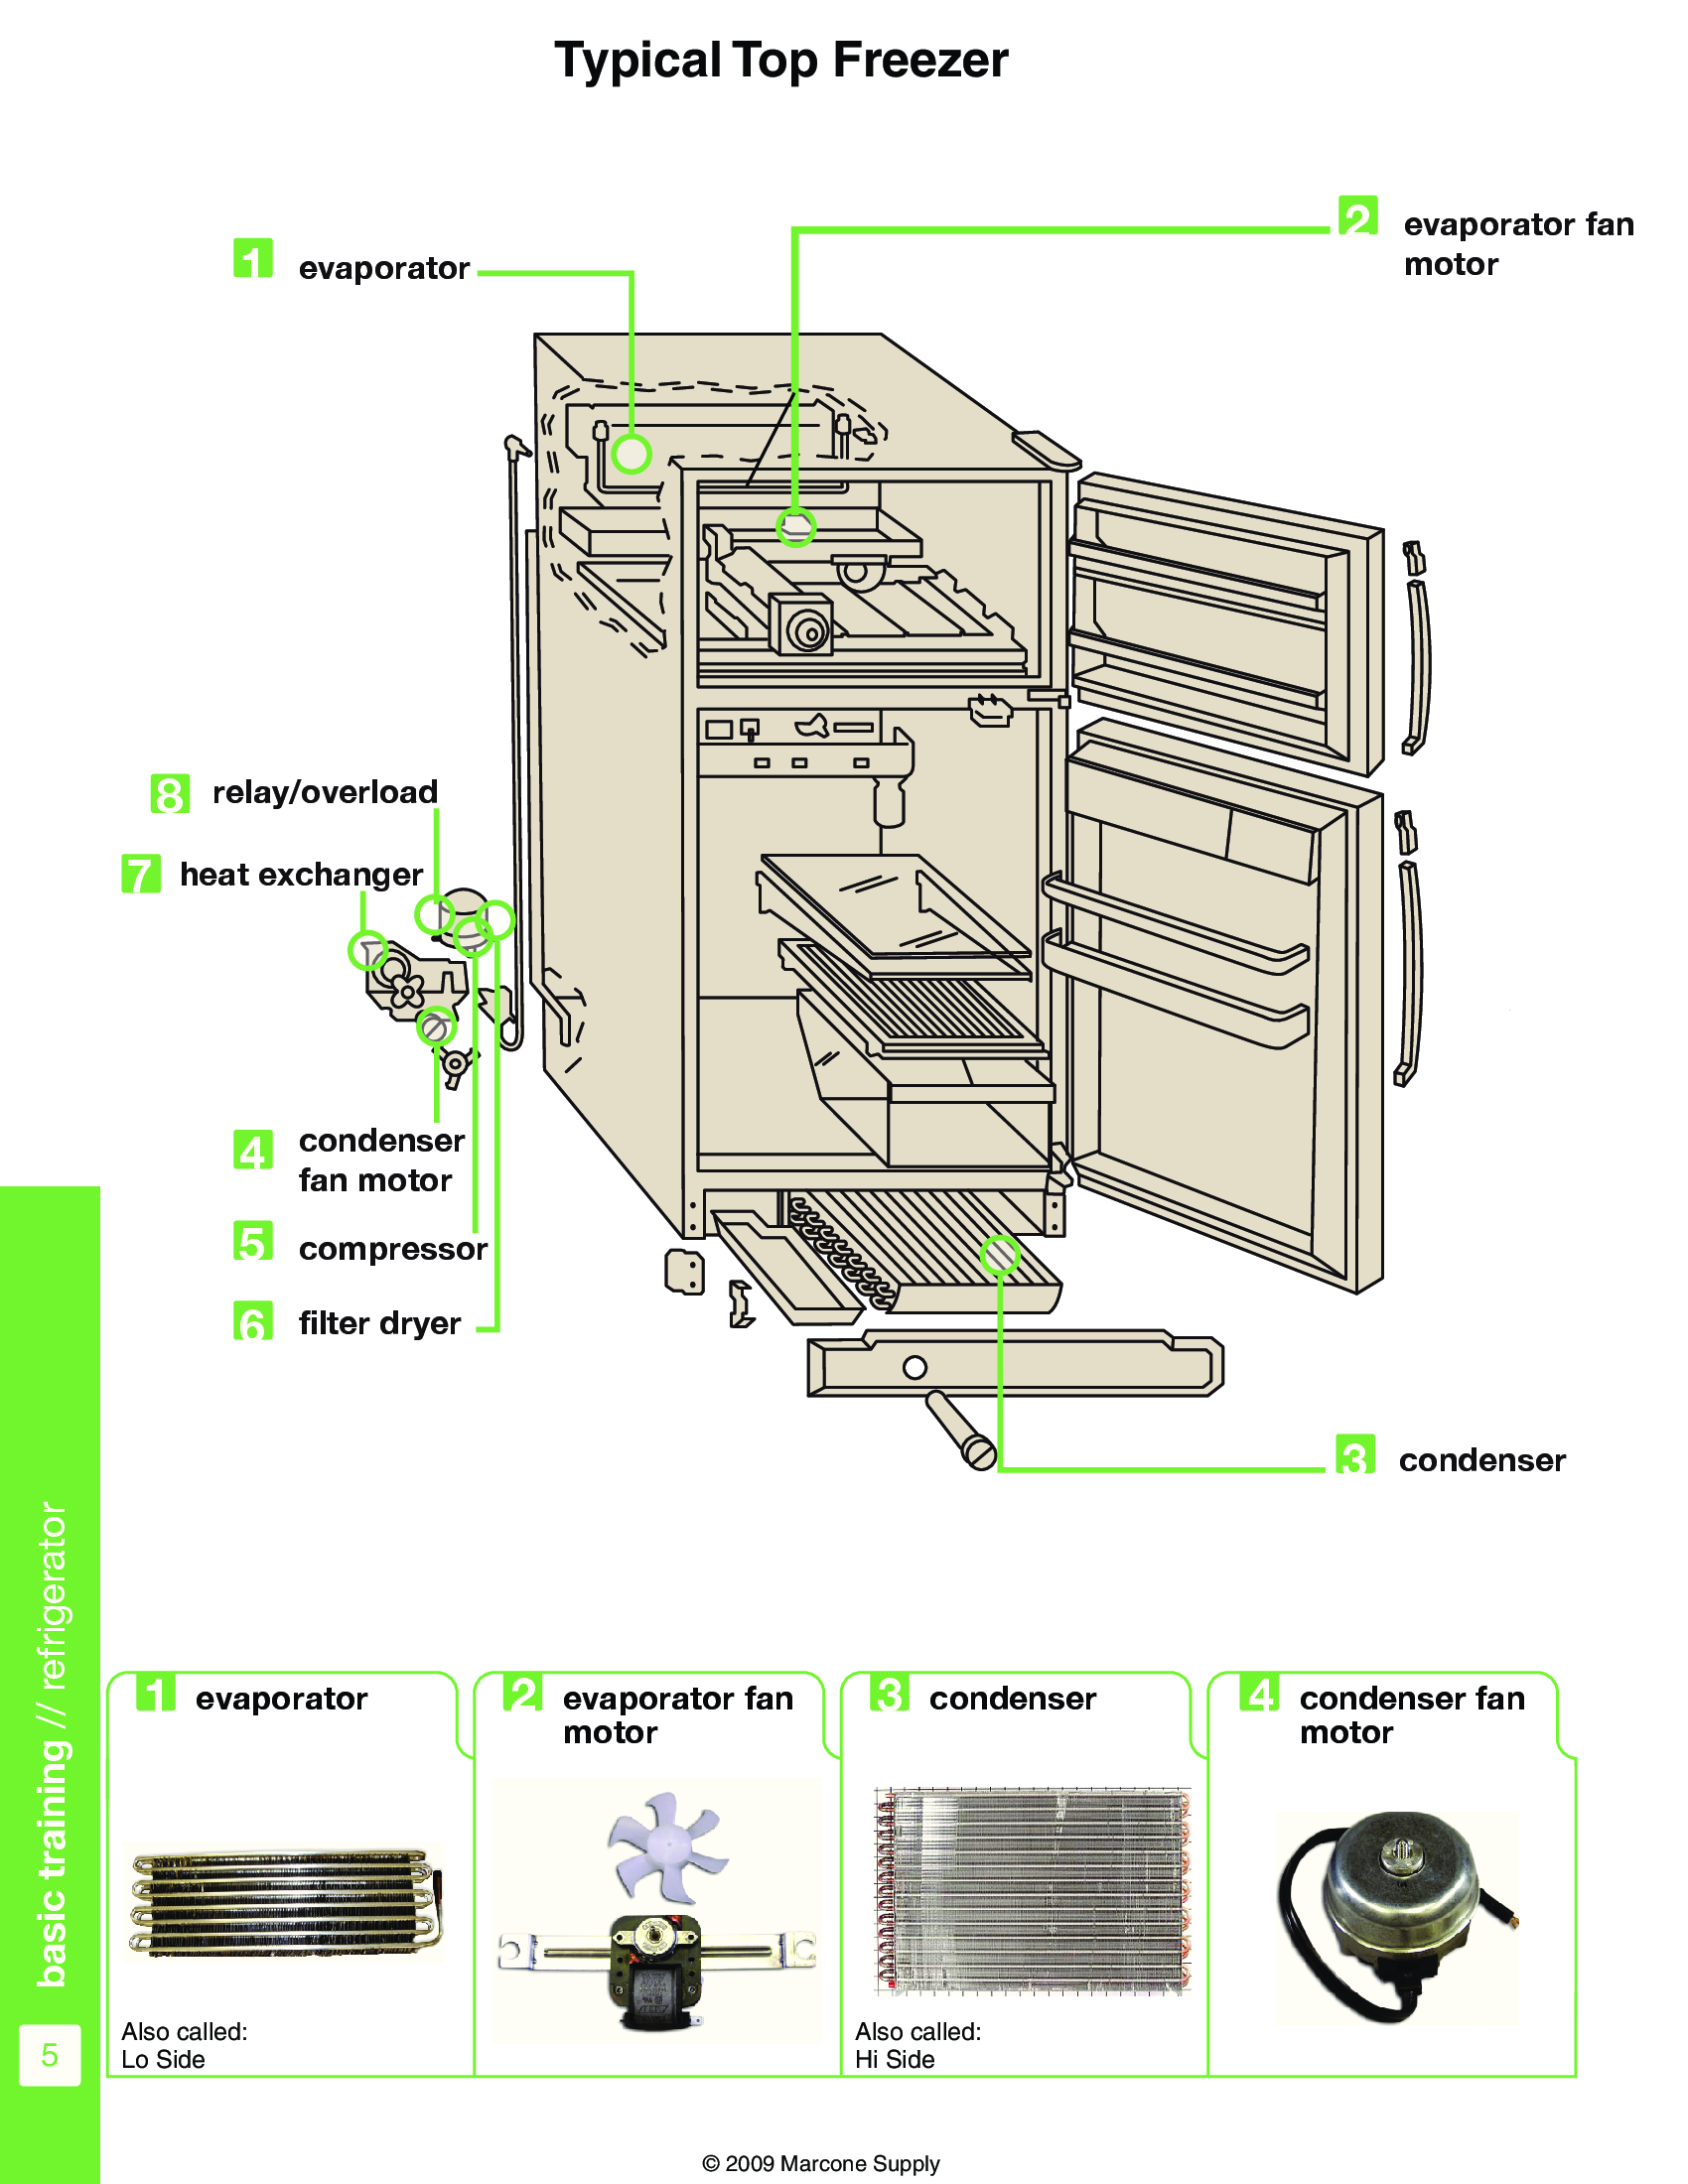 Typical Top Freezer
1 evaporator
2 evaporator fan
motor
8 relay/overload
7 heat exchanger
4 condenser
fan motor
5 compressor
6 filter dryer
3 condenser
basic training // refrigerator
5
1 evaporator
Also called:
Lo Side
2 evaporator fan
motor
3 condenser
Also called:
Hi Side
4 condenser fan
motor
© 2009 Marcone Supply